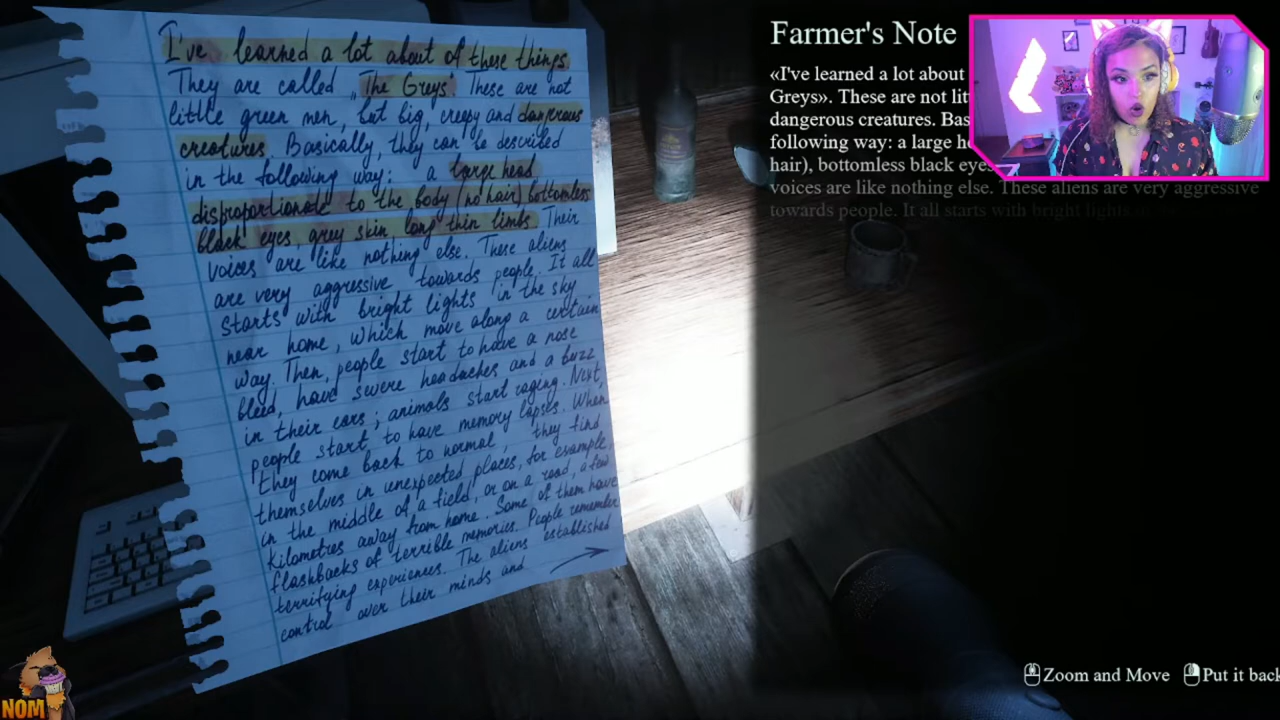 I've learned a lot about of these things
They are called „The Greys". These are not
little green men, but big, creepy and dangerous
creatures. Basically, they can be described
in the following way: a large head
disproportionate to the body (no hair), bottomless
black eyes, grey skin long thin limbs. Their
voices are like nothing else. These aliens
are very aggressive towards people. It all
starts with bright lights in the sky
near home, which move along a certain
way. Then, people start to have a nose
bleed, have swere headaches and a buzz
in their ears; animals start raging. Next,
people start to have memory lapses. When
they come back to normal, they find
themselves in unexpected places, for example,
in the middle of a field, or on a road, a few
kilometres away from home. Some of them have
flashbacks of terrible memories. People remember
terrifying experiences. The aliens established
control over their minds and
Farmer's Note
«I've learned a lot about
Greys». These are not lit
dangerous creatures. Bas
following way: a large he
hair), bottomless black eyes
voices are like nothing else. These aliens are very aggressive
towards people. It all starts with bright lights in
Zoom and Move
Put it back
NOM